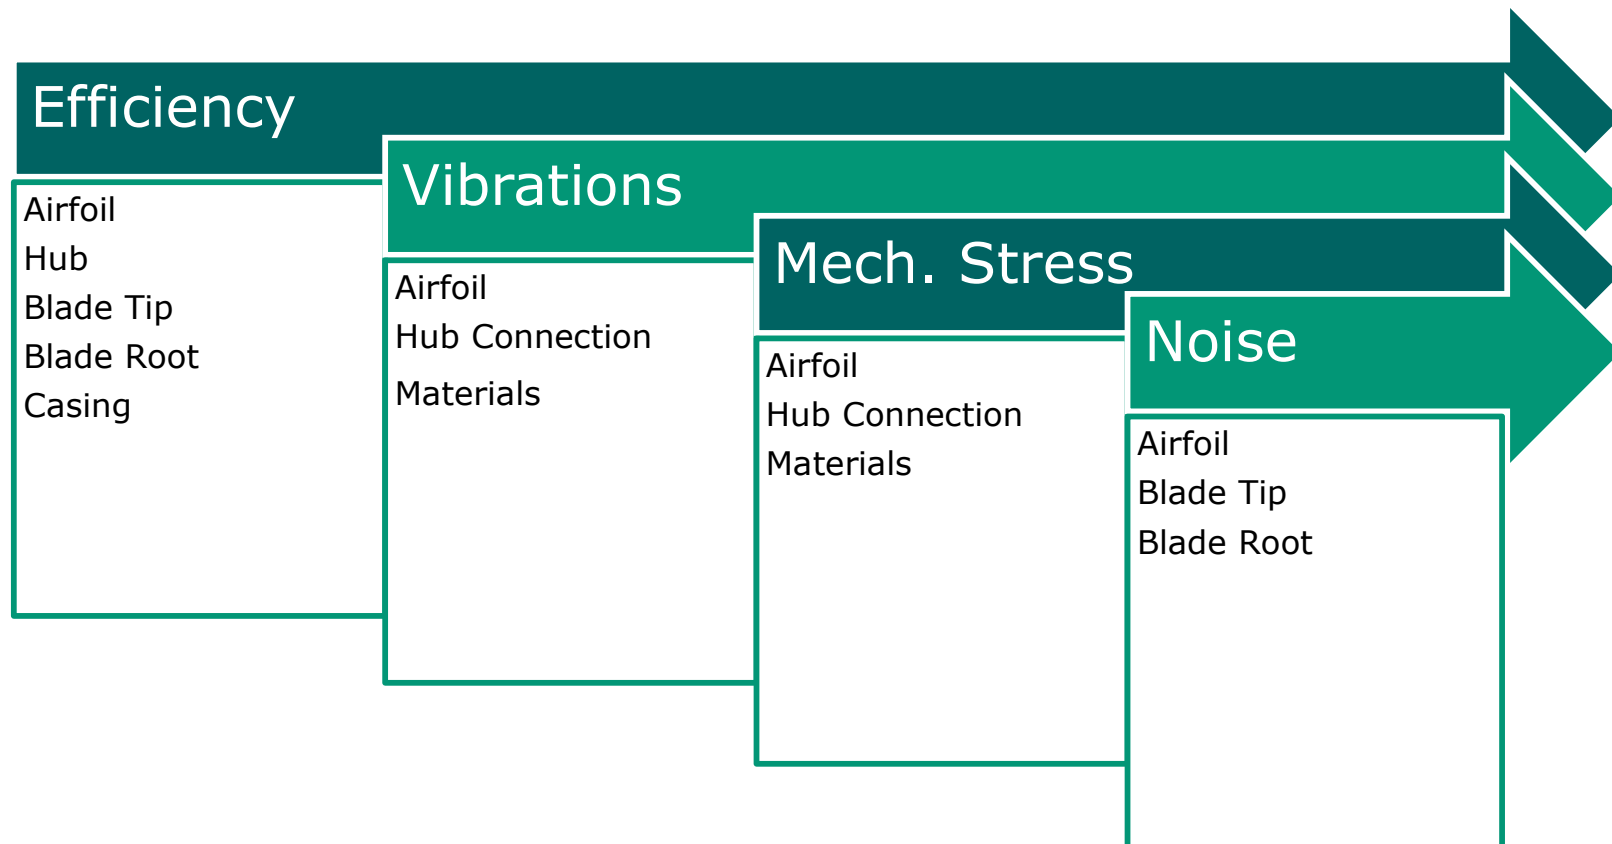 Efficiency
Airfoil
Hub
Blade Tip
Blade Root
Casing
Vibrations
Airfoil
Hub Connection
Materials
Mech. Stress
Airfoil
Hub Connection
Materials
Noise
Airfoil
Blade Tip
Blade Root